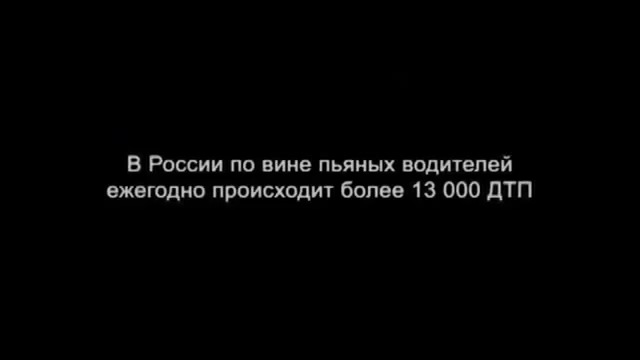 В России по вине пьяных водителей
ежегодно происходит более 13 000 ДТП